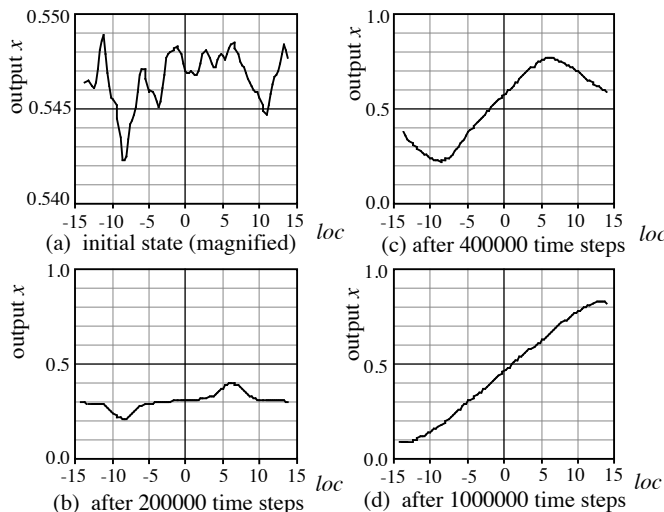 output x
0.550
0.545
0.540
-15 -10 -5 0 5 10 15
loc
(a) initial state (magnified)
output x
1.0
0.5
0.0
-15 -10 -5 0 5 10 15
loc
(c) after 400000 time steps
output x
1.0
0.5
0.0
-15 -10 -5 0 5 10 15
loc
(b) after 200000 time steps
output x
1.0
0.5
0.0
-15 -10 -5 0 5 10 15
loc
(d) after 1000000 time steps